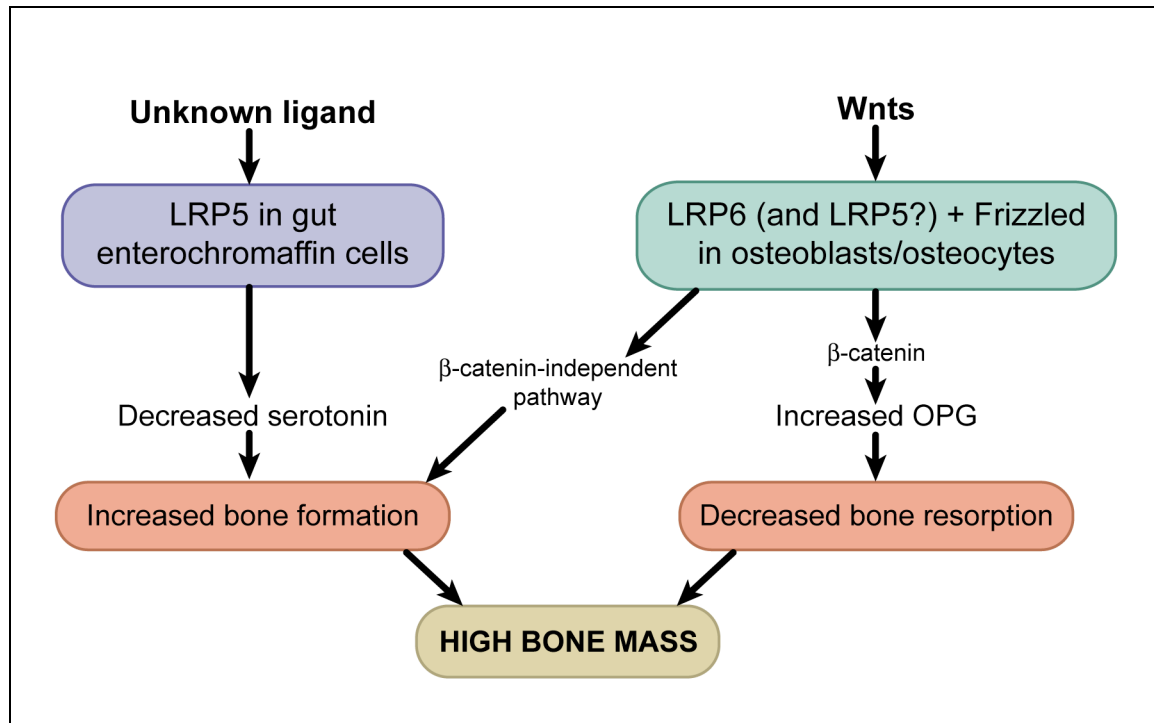 Unknown ligand
Wnts
LRP5 in gut
enterochromaffin cells
LRP6 (and LRP5?) + Frizzled
in osteoblasts/osteocytes
β-catenin-independent
pathway
β-catenin
Decreased serotonin
Increased OPG
Increased bone formation
Decreased bone resorption
HIGH BONE MASS